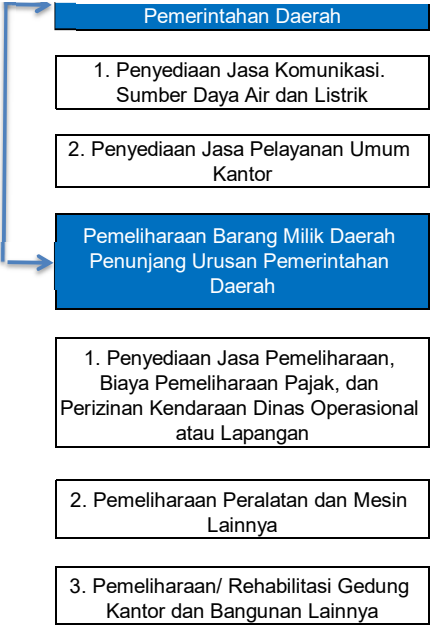 Pemerintahan Daerah
1. Penyediaan Jasa Komunikasi.
Sumber Daya Air dan Listrik
2. Penyediaan Jasa Pelayanan Umum
Kantor
Pemeliharaan Barang Milik Daerah
Penunjang Urusan Pemerintahan
Daerah
1. Penyediaan Jasa Pemeliharaan,
Biaya Pemeliharaan Pajak, dan
Perizinan Kendaraan Dinas Operasional
atau Lapangan
2. Pemeliharaan Peralatan dan Mesin
Lainnya
3. Pemeliharaan/ Rehabilitasi Gedung
Kantor dan Bangunan Lainnya